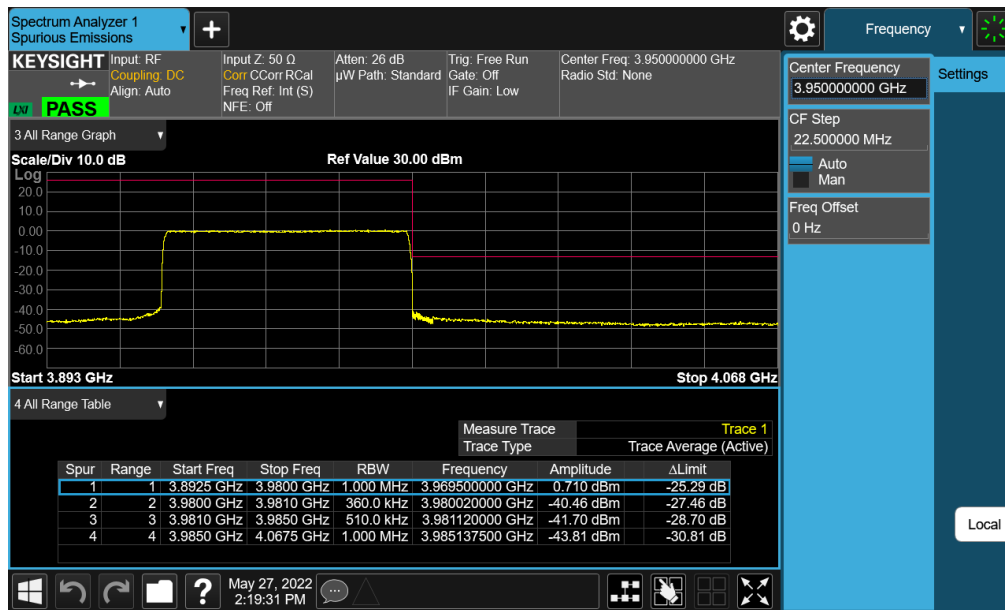 Spectrum Analyzer 1
Spurious Emissions
Frequency
KEYSIGHT
Input: RF
Coupling: DC
Align: Auto
Input Z: 50 Ω
Corr CCorr RCal
Freq Ref: Int (S)
NFE: Off
Atten: 26 dB
µW Path: Standard
Trig: Free Run
Gate: Off
IF Gain: Low
Center Freq: 3.950000000 GHz
Radio Std: None
LXI PASS
Center Frequency
3.950000000 GHz
Settings
CF Step
22.500000 MHz
Auto
Man
Freq Offset
0 Hz
3 All Range Graph
Scale/Div 10.0 dB Ref Value 30.00 dBm
Log
20.0
10.0
0.00
-10.0
-20.0
-30.0
-40.0
-50.0
-60.0
Start 3.893 GHz Stop 4.068 GHz
4 All Range Table
Measure Trace Trace 1
Trace Type Trace Average (Active)
Spur Range Start Freq Stop Freq RBW Frequency Amplitude ΔLimit
1 1 3.8925 GHz 3.9800 GHz 1.000 MHz 3.969500000 GHz 0.710 dBm -25.29 dB
2 2 3.9800 GHz 3.9810 GHz 360.0 kHz 3.980020000 GHz -40.46 dBm -27.46 dB
3 3 3.9810 GHz 3.9850 GHz 510.0 kHz 3.981120000 GHz -41.70 dBm -28.70 dB
4 4 3.9850 GHz 4.0675 GHz 1.000 MHz 3.985137500 GHz -43.81 dBm -30.81 dB
Local
?
May 27, 2022
2:19:31 PM